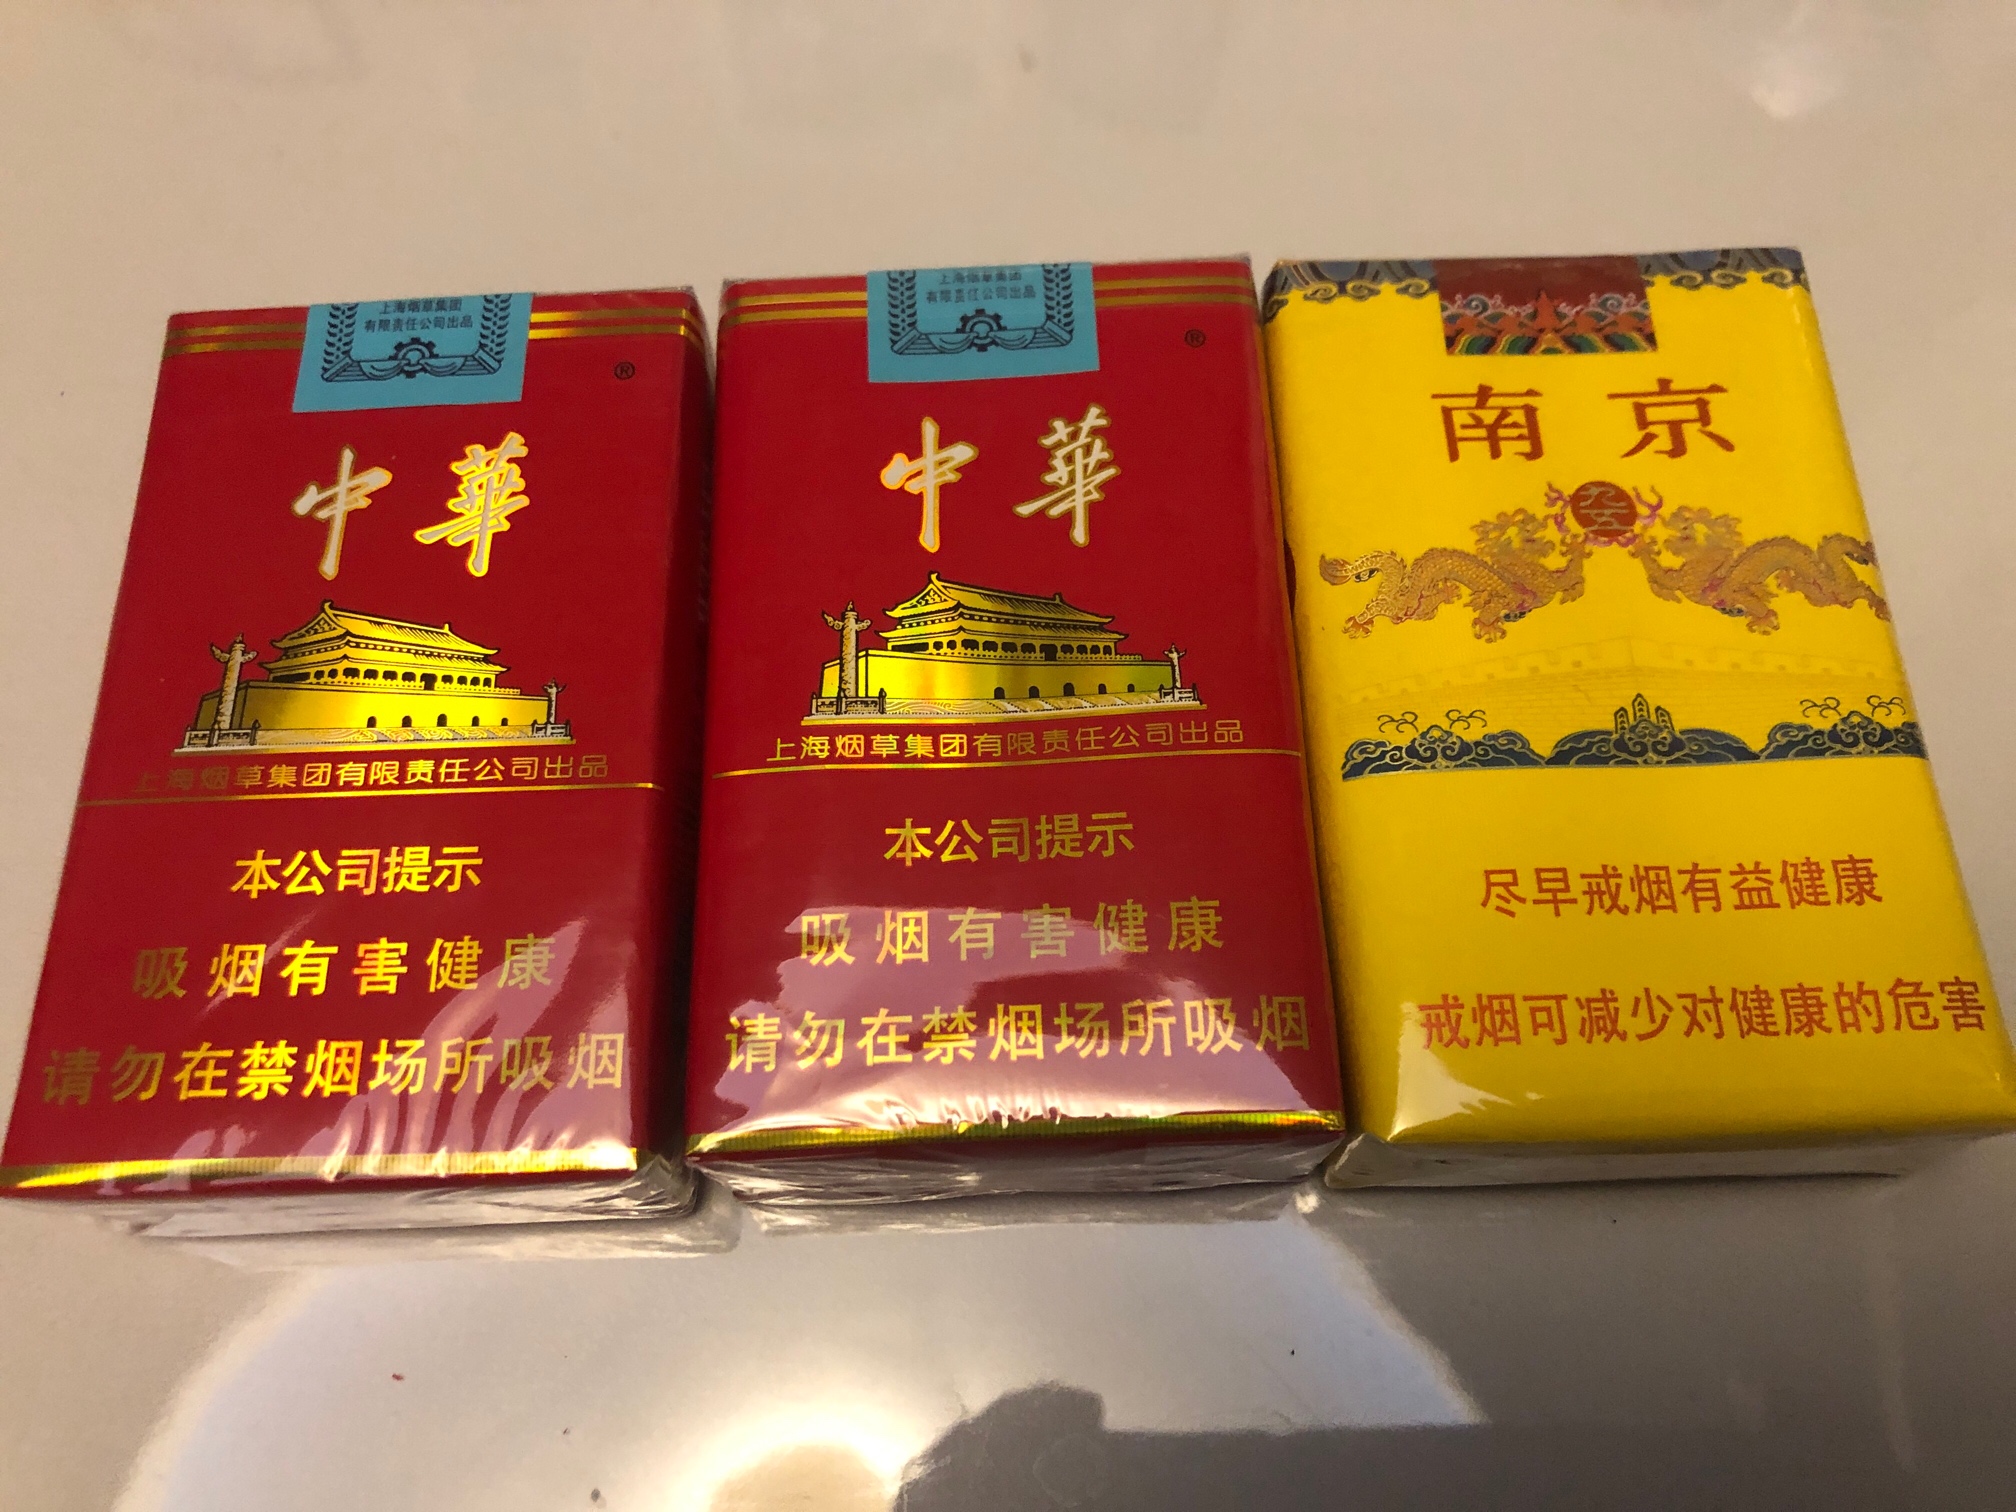 上海烟草集团
有限责任公司出品
®
中華
上海烟草集团有限责任公司出品
本公司提示
吸烟有害健康
请勿在禁烟场所吸烟
上海烟草集团
有限责任公司出品
®
中華
上海烟草集团有限责任公司出品
本公司提示
吸烟有害健康
请勿在禁烟场所吸烟
南京
九五
尽早戒烟有益健康
戒烟可减少对健康的危害